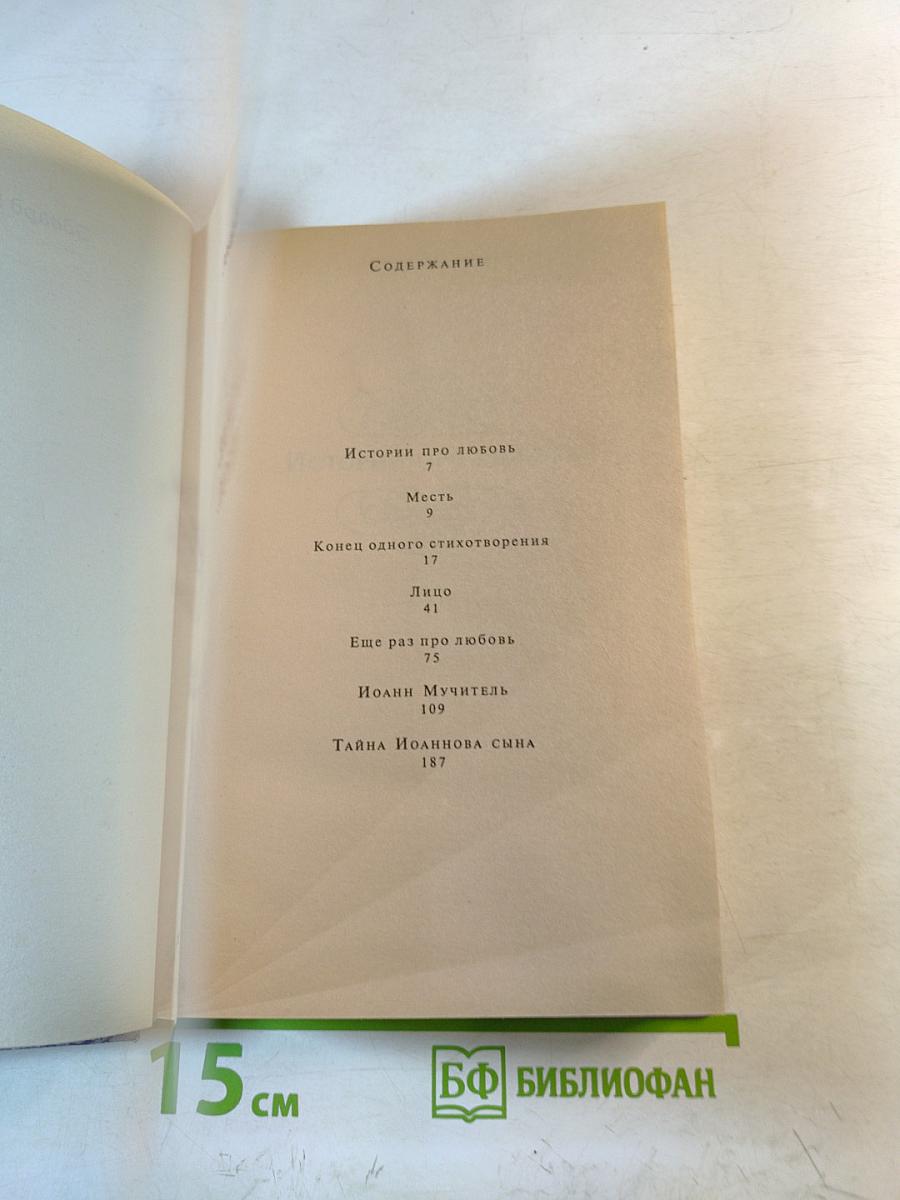 Содержание
Истории про любовь
7
Месть
9
Конец одного стихотворения
17
Лицо
41
Еще раз про любовь
75
Иоанн Мучитель
109
Тайна Иоаннова сына
187
15 см
БФ БИБЛИОФАН